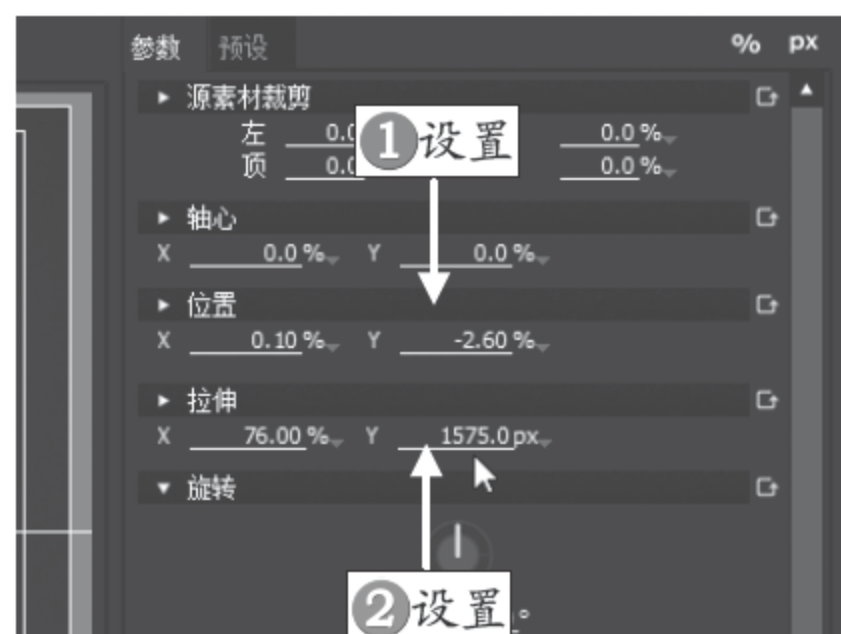 参数 预设 % px
源素材裁剪
左 0.0 0.0 %
顶 0.0 0.0 %
① 设置
轴心
X 0.0 % Y 0.0 %
位置
X 0.10 % Y -2.60 %
拉伸
X 76.00 % Y 1575.0 px
旋转
② 设置